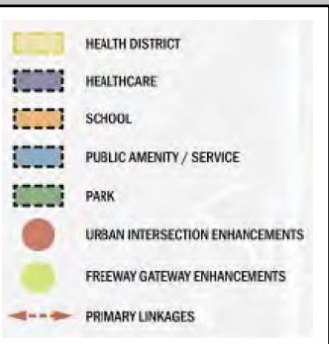 HEALTH DISTRICT
HEALTHCARE
SCHOOL
PUBLIC AMENITY / SERVICE
PARK
URBAN INTERSECTION ENHANCEMENTS
FREEWAY GATEWAY ENHANCEMENTS
PRIMARY LINKAGES